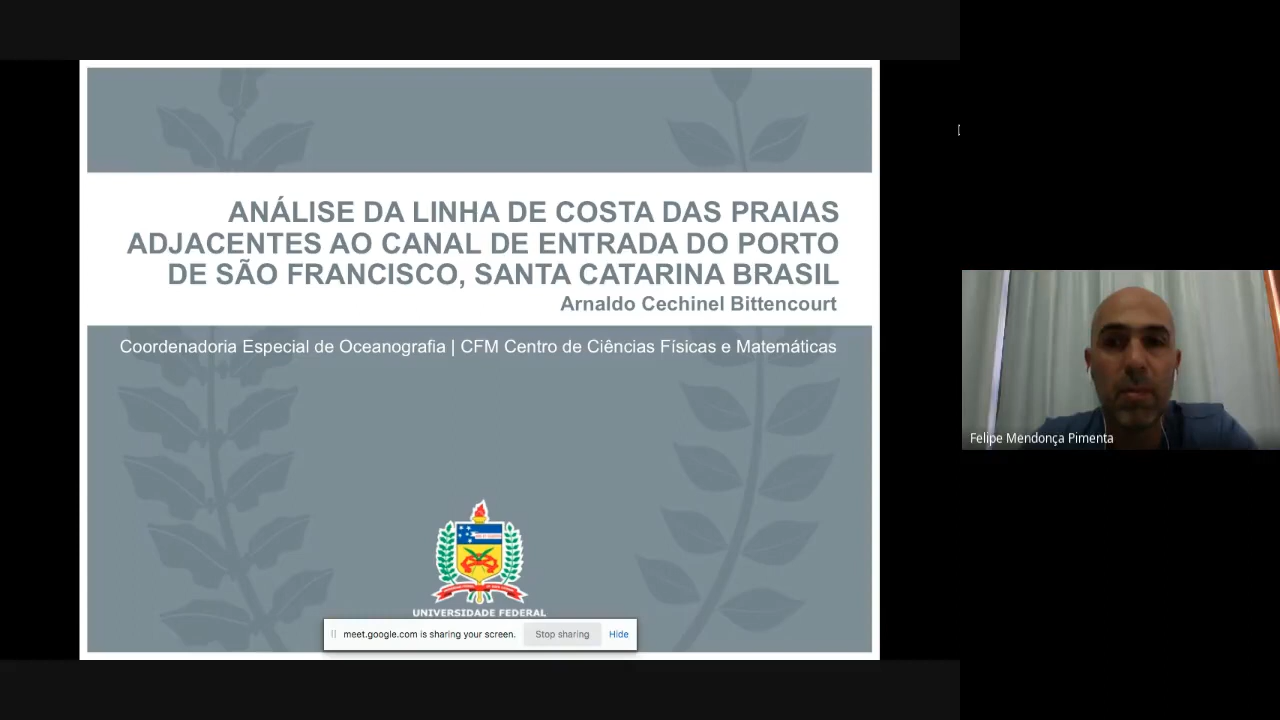 ANÁLISE DA LINHA DE COSTA DAS PRAIAS
ADJACENTES AO CANAL DE ENTRADA DO PORTO
DE SÃO FRANCISCO, SANTA CATARINA BRASIL
Arnaldo Cechinel Bittencourt
Coordenadoria Especial de Oceanografia | CFM Centro de Ciências Físicas e Matemáticas
UNIVERSIDADE FEDERAL
meet.google.com is sharing your screen. Stop sharing Hide
Felipe Mendonça Pimenta